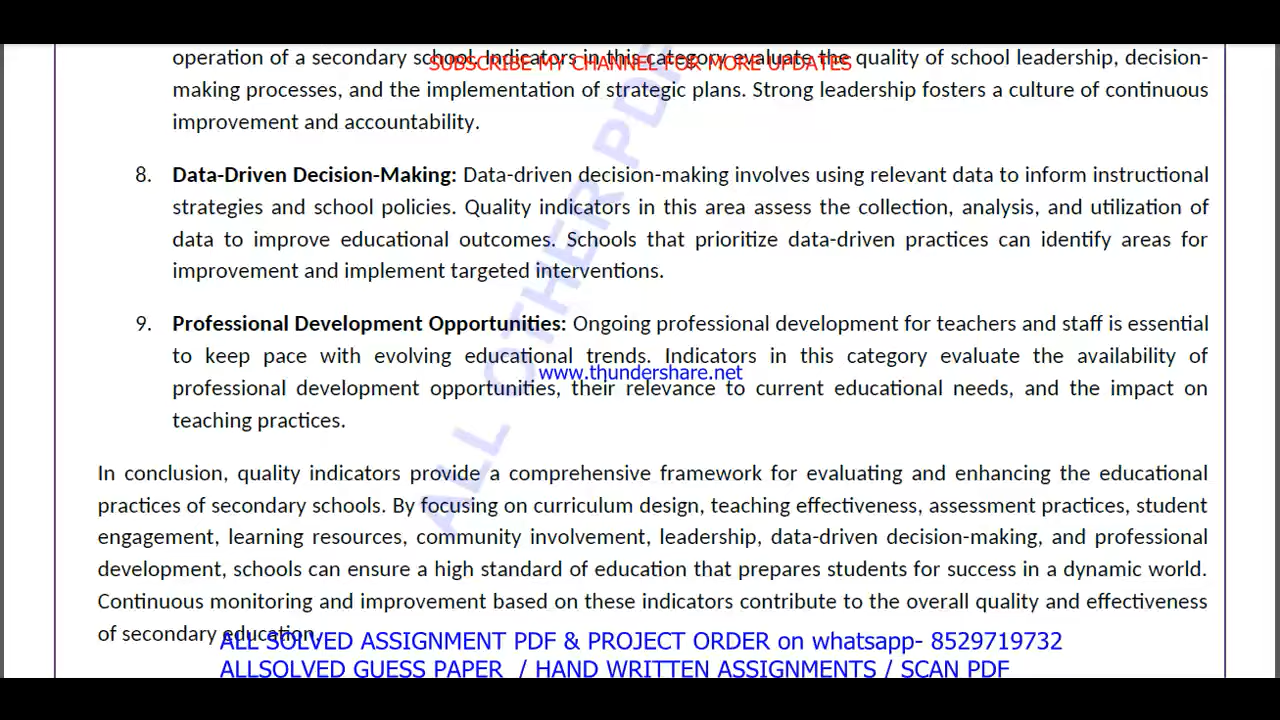 operation of a secondary school. Indicators in this category evaluate the quality of school leadership, decision-
SUBSCRIBE MY CHANNEL FOR MORE UPDATES
making processes, and the implementation of strategic plans. Strong leadership fosters a culture of continuous
improvement and accountability.
8. Data-Driven Decision-Making: Data-driven decision-making involves using relevant data to inform instructional
strategies and school policies. Quality indicators in this area assess the collection, analysis, and utilization of
data to improve educational outcomes. Schools that prioritize data-driven practices can identify areas for
improvement and implement targeted interventions.
9. Professional Development Opportunities: Ongoing professional development for teachers and staff is essential
to keep pace with evolving educational trends. Indicators in this category evaluate the availability of
www.thundershare.net
professional development opportunities, their relevance to current educational needs, and the impact on
teaching practices.
ALL OTHER PDF
In conclusion, quality indicators provide a comprehensive framework for evaluating and enhancing the educational
practices of secondary schools. By focusing on curriculum design, teaching effectiveness, assessment practices, student
engagement, learning resources, community involvement, leadership, data-driven decision-making, and professional
development, schools can ensure a high standard of education that prepares students for success in a dynamic world.
Continuous monitoring and improvement based on these indicators contribute to the overall quality and effectiveness
of secondary education.
ALL SOLVED ASSIGNMENT PDF & PROJECT ORDER on whatsapp- 8529719732
ALLSOLVED GUESS PAPER / HAND WRITTEN ASSIGNMENTS / SCAN PDF